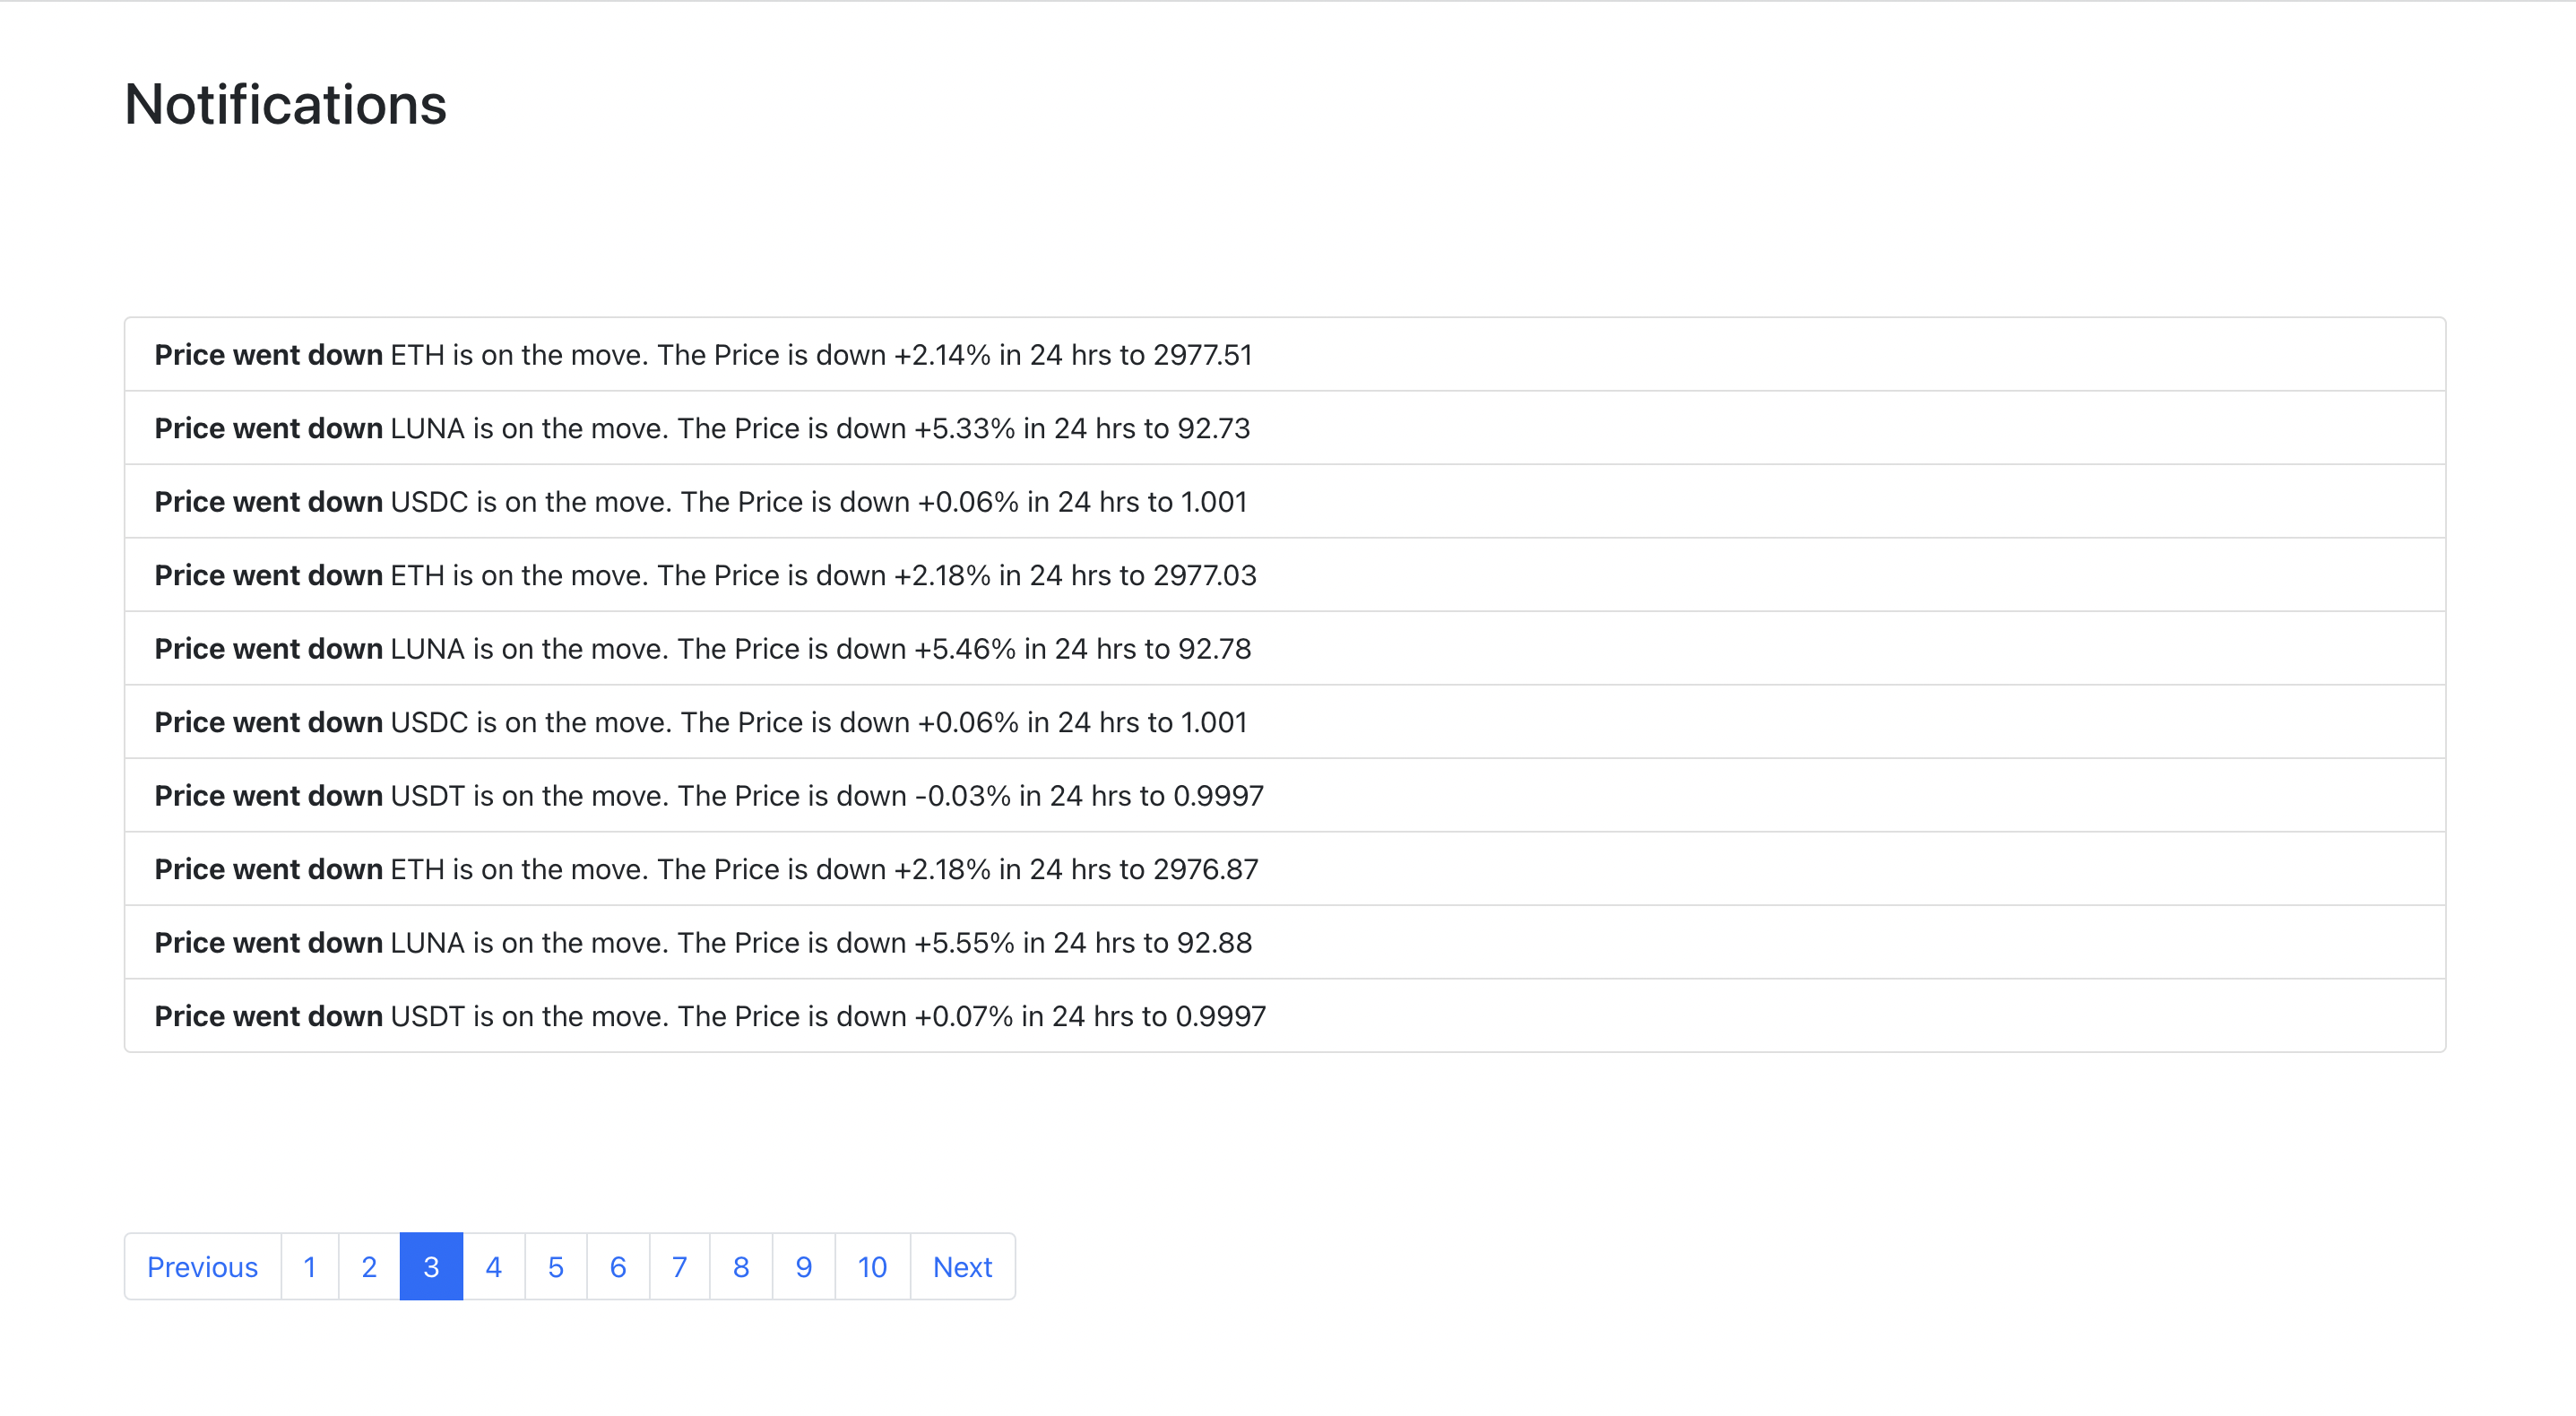 Notifications
Price went down ETH is on the move. The Price is down +2.14% in 24 hrs to 2977.51
Price went down LUNA is on the move. The Price is down +5.33% in 24 hrs to 92.73
Price went down USDC is on the move. The Price is down +0.06% in 24 hrs to 1.001
Price went down ETH is on the move. The Price is down +2.18% in 24 hrs to 2977.03
Price went down LUNA is on the move. The Price is down +5.46% in 24 hrs to 92.78
Price went down USDC is on the move. The Price is down +0.06% in 24 hrs to 1.001
Price went down USDT is on the move. The Price is down -0.03% in 24 hrs to 0.9997
Price went down ETH is on the move. The Price is down +2.18% in 24 hrs to 2976.87
Price went down LUNA is on the move. The Price is down +5.55% in 24 hrs to 92.88
Price went down USDT is on the move. The Price is down +0.07% in 24 hrs to 0.9997
Previous 1 2 3 4 5 6 7 8 9 10 Next